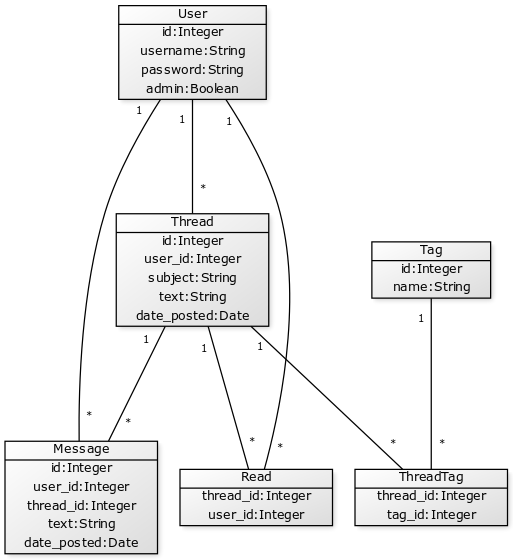 User
id:Integer
username:String
password:String
admin:Boolean
1
1
1
*
Thread
id:Integer
user_id:Integer
subject:String
text:String
date_posted:Date
Tag
id:Integer
name:String
1
1
1
1
*
*
*
*
*
*
Message
id:Integer
user_id:Integer
thread_id:Integer
text:String
date_posted:Date
Read
thread_id:Integer
user_id:Integer
ThreadTag
thread_id:Integer
tag_id:Integer